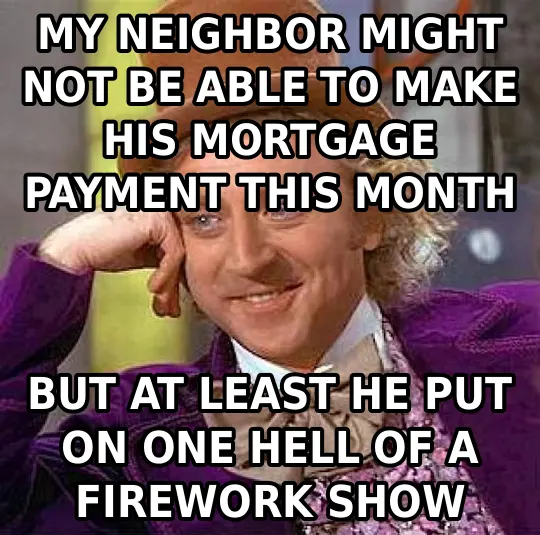 MY NEIGHBOR MIGHT
NOT BE ABLE TO MAKE
HIS MORTGAGE
PAYMENT THIS MONTH
BUT AT LEAST HE PUT
ON ONE HELL OF A
FIREWORK SHOW